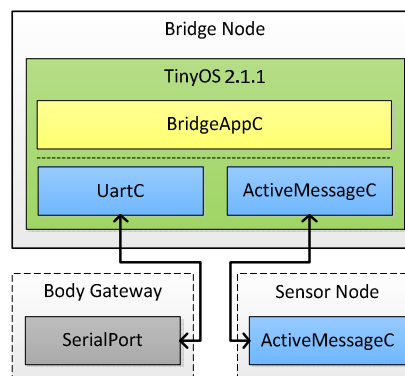 Bridge Node
TinyOS 2.1.1
BridgeAppC
UartC
ActiveMessageC
Body Gateway
Sensor Node
SerialPort
ActiveMessageC